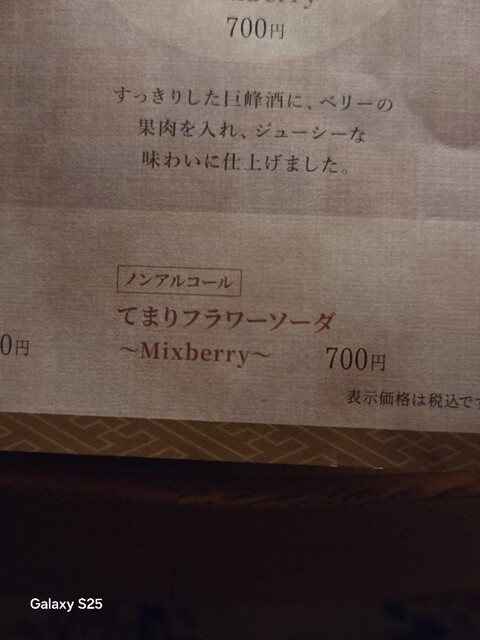 700円
すっきりした巨峰酒に、ベリーの
果肉を入れ、ジューシーな
味わいに仕上げました。
ノンアルコール
てまりフラワーソーダ
0円
～Mixberry～ 700円
表示価格は税込です
Galaxy S25